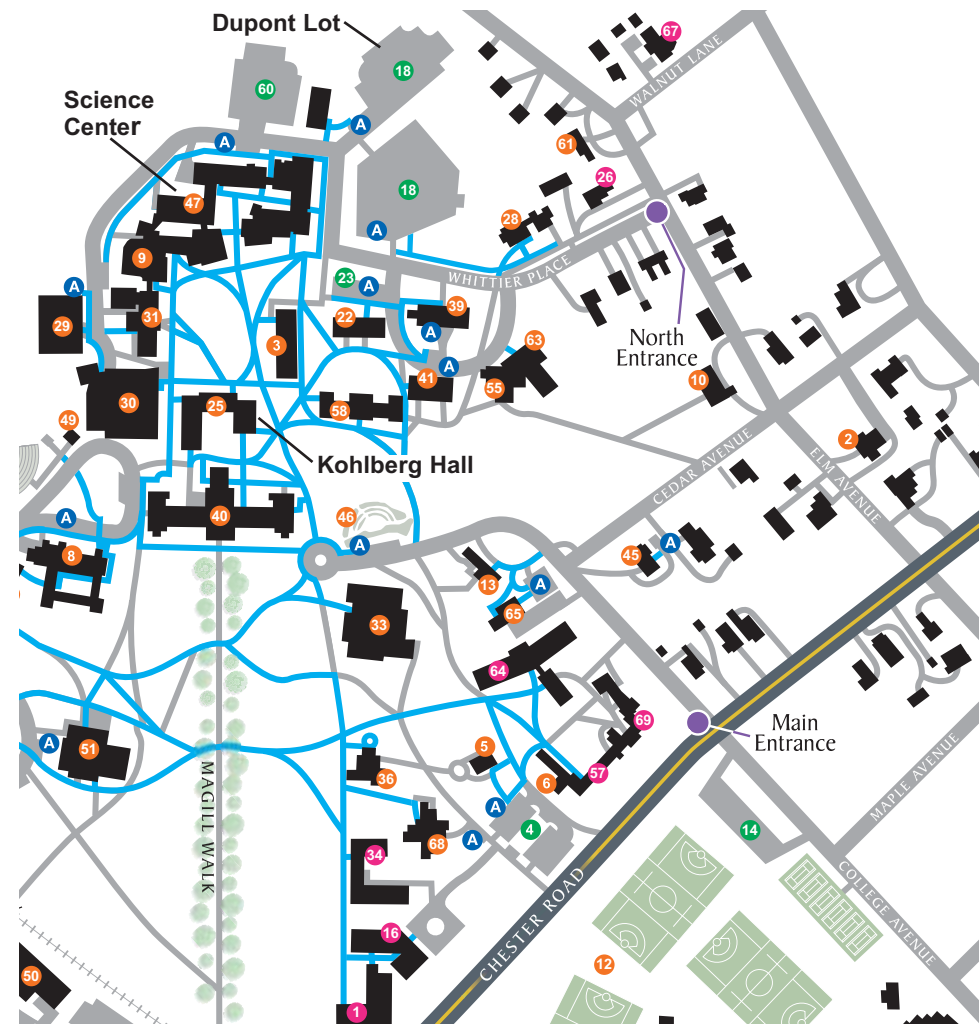 Dupont Lot
67
WALNUT LANE
60
18
Science
Center
A
A
61
26
47
18
28
9
A
WHITTIER PLACE
23
A
A
39
29
31
22
A
3
North
Entrance
63
41
A
55
10
30
25
58
49
Kohlberg Hall
2
CEDAR AVENUE
ELM AVENUE
A
40
46
A
8
45
A
13
A
65
33
64
69
Main
Entrance
51
A
5
36
57
6
MAGILL WALK
A
4
14
MAPLE AVENUE
68
A
34
COLLEGE AVENUE
CHESTER ROAD
16
12
50
1